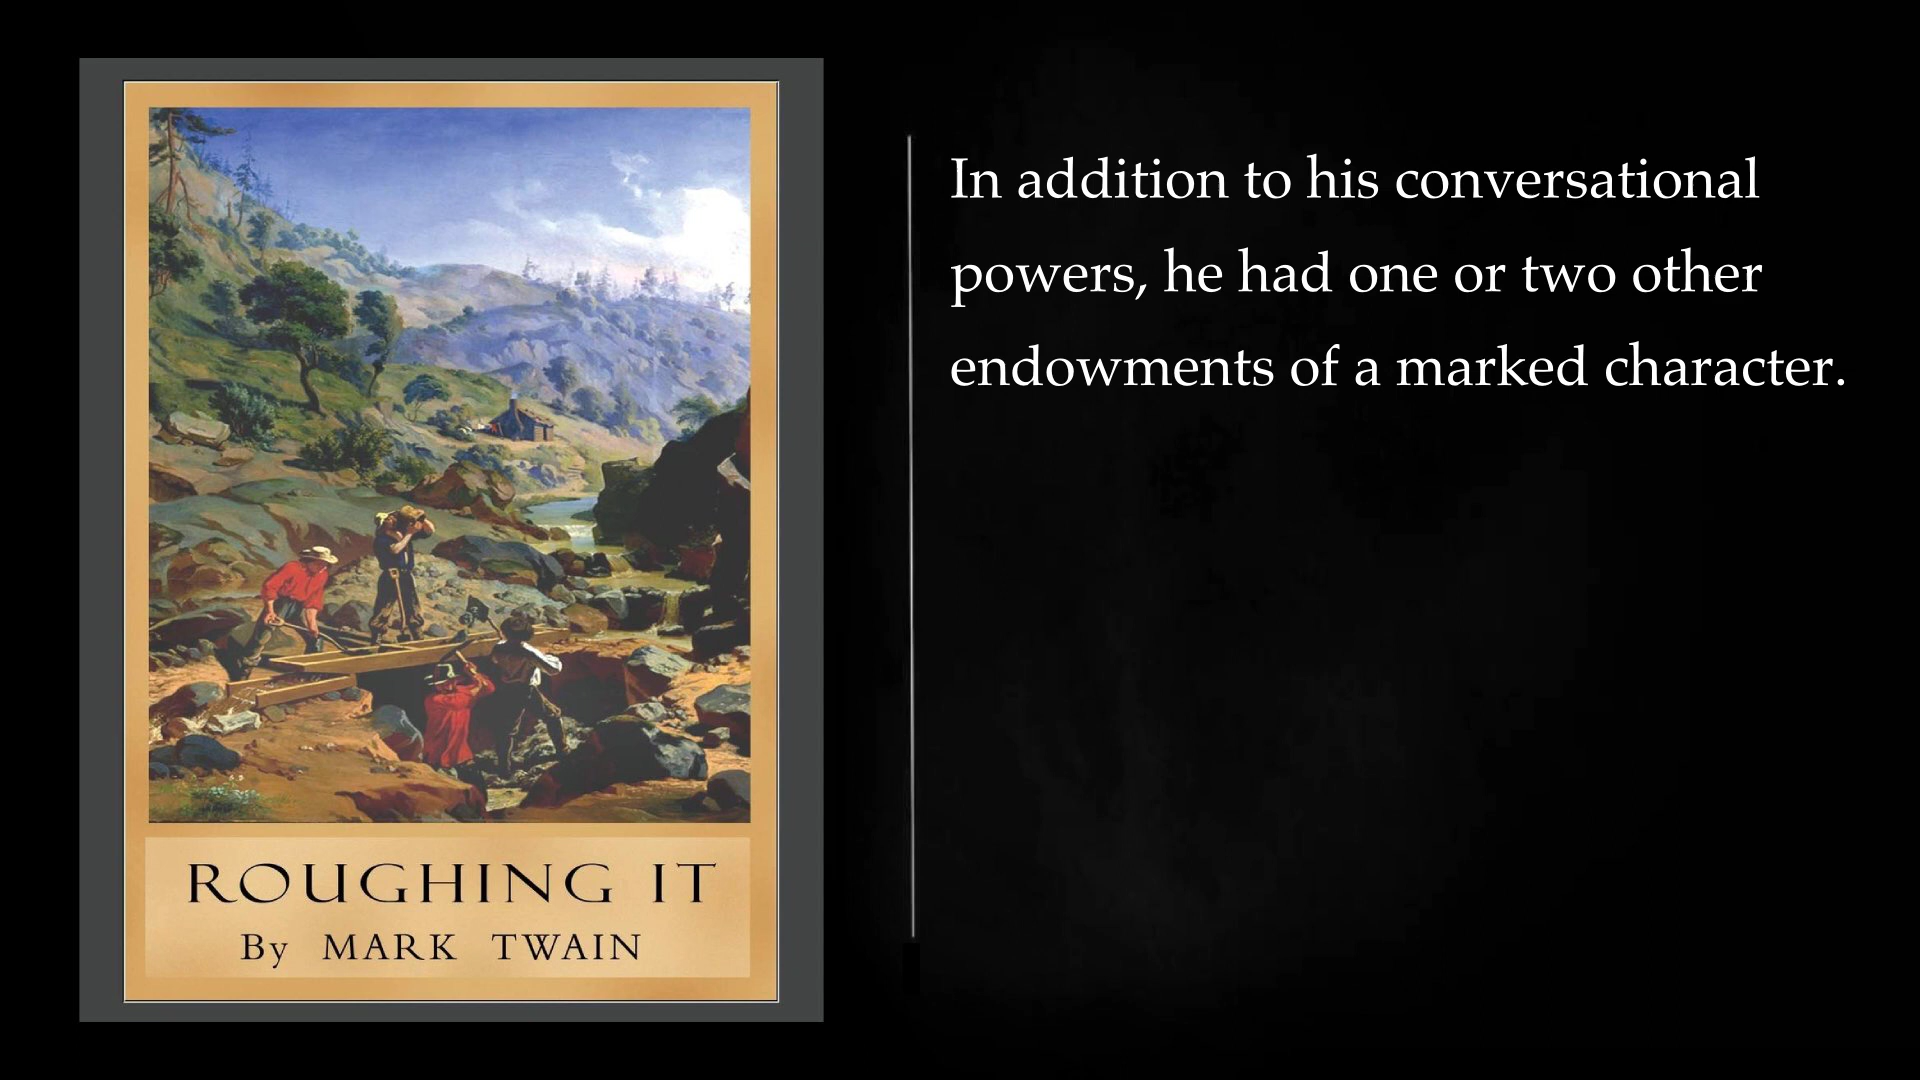 ROUGHING IT
By MARK TWAIN
In addition to his conversational
powers, he had one or two other
endowments of a marked character.